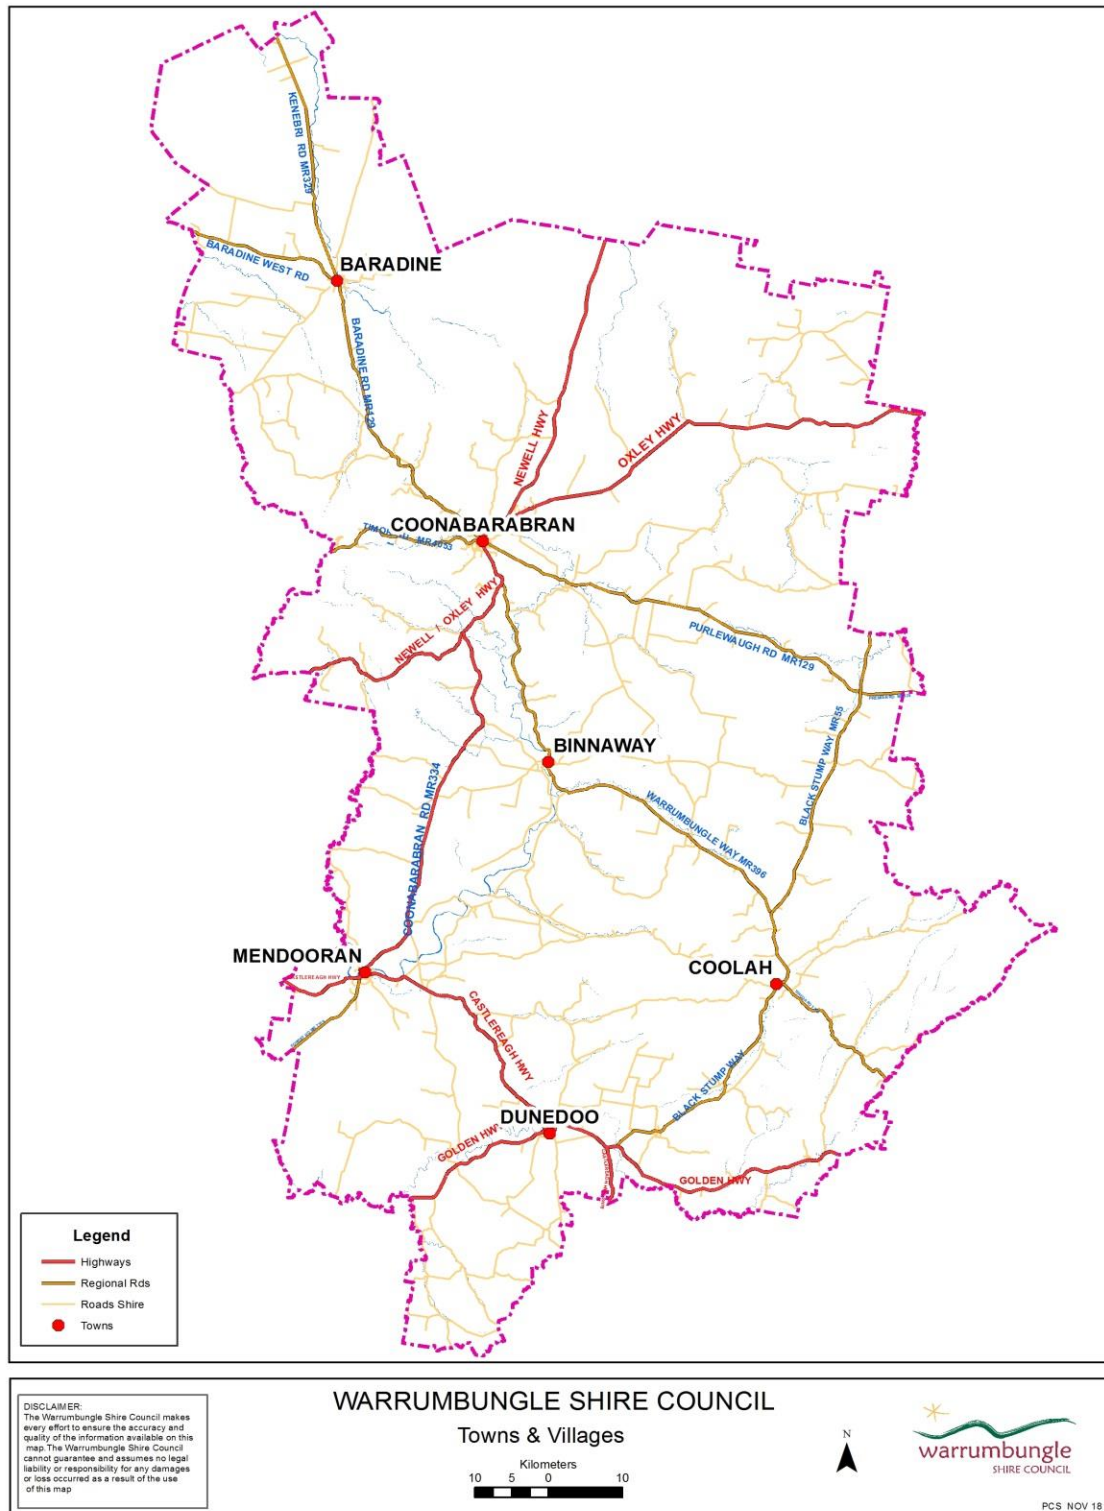 KENEBRI RD MR329
BARADINE WEST RD
BARADINE
BARADINE RD MR129
NEWELL HWY
OXLEY HWY
COONABARABRAN
MR4053
NEWELL / OXLEY HWY
PURLEWAUGH RD MR129
BLACK STUMP WAY MR55
BINNAWAY
WARRUMBUNGLE WAY MR396
COONABARABRAN RD MR334
MENDOORAN
COOLAH
CASTLEREAGH HWY
BLACK STUMP WAY
DUNEDOO
GOLDEN HW
GOLDEN HWY
Legend
Highways
Regional Rds
Roads Shire
Towns
DISCLAIMER:
The Warrumbungle Shire Council makes
every effort to ensure the accuracy and
quality of the information available on this
map. The Warrumbungle Shire Council
cannot guarantee and assumes no legal
liability or responsibility for any damages
or loss occurred as a result of the use
of this map
WARRUMBUNGLE SHIRE COUNCIL
Towns & Villages
Kilometers
10 5 0 10
N
warrumbungle
SHIRE COUNCIL
PCS NOV 18